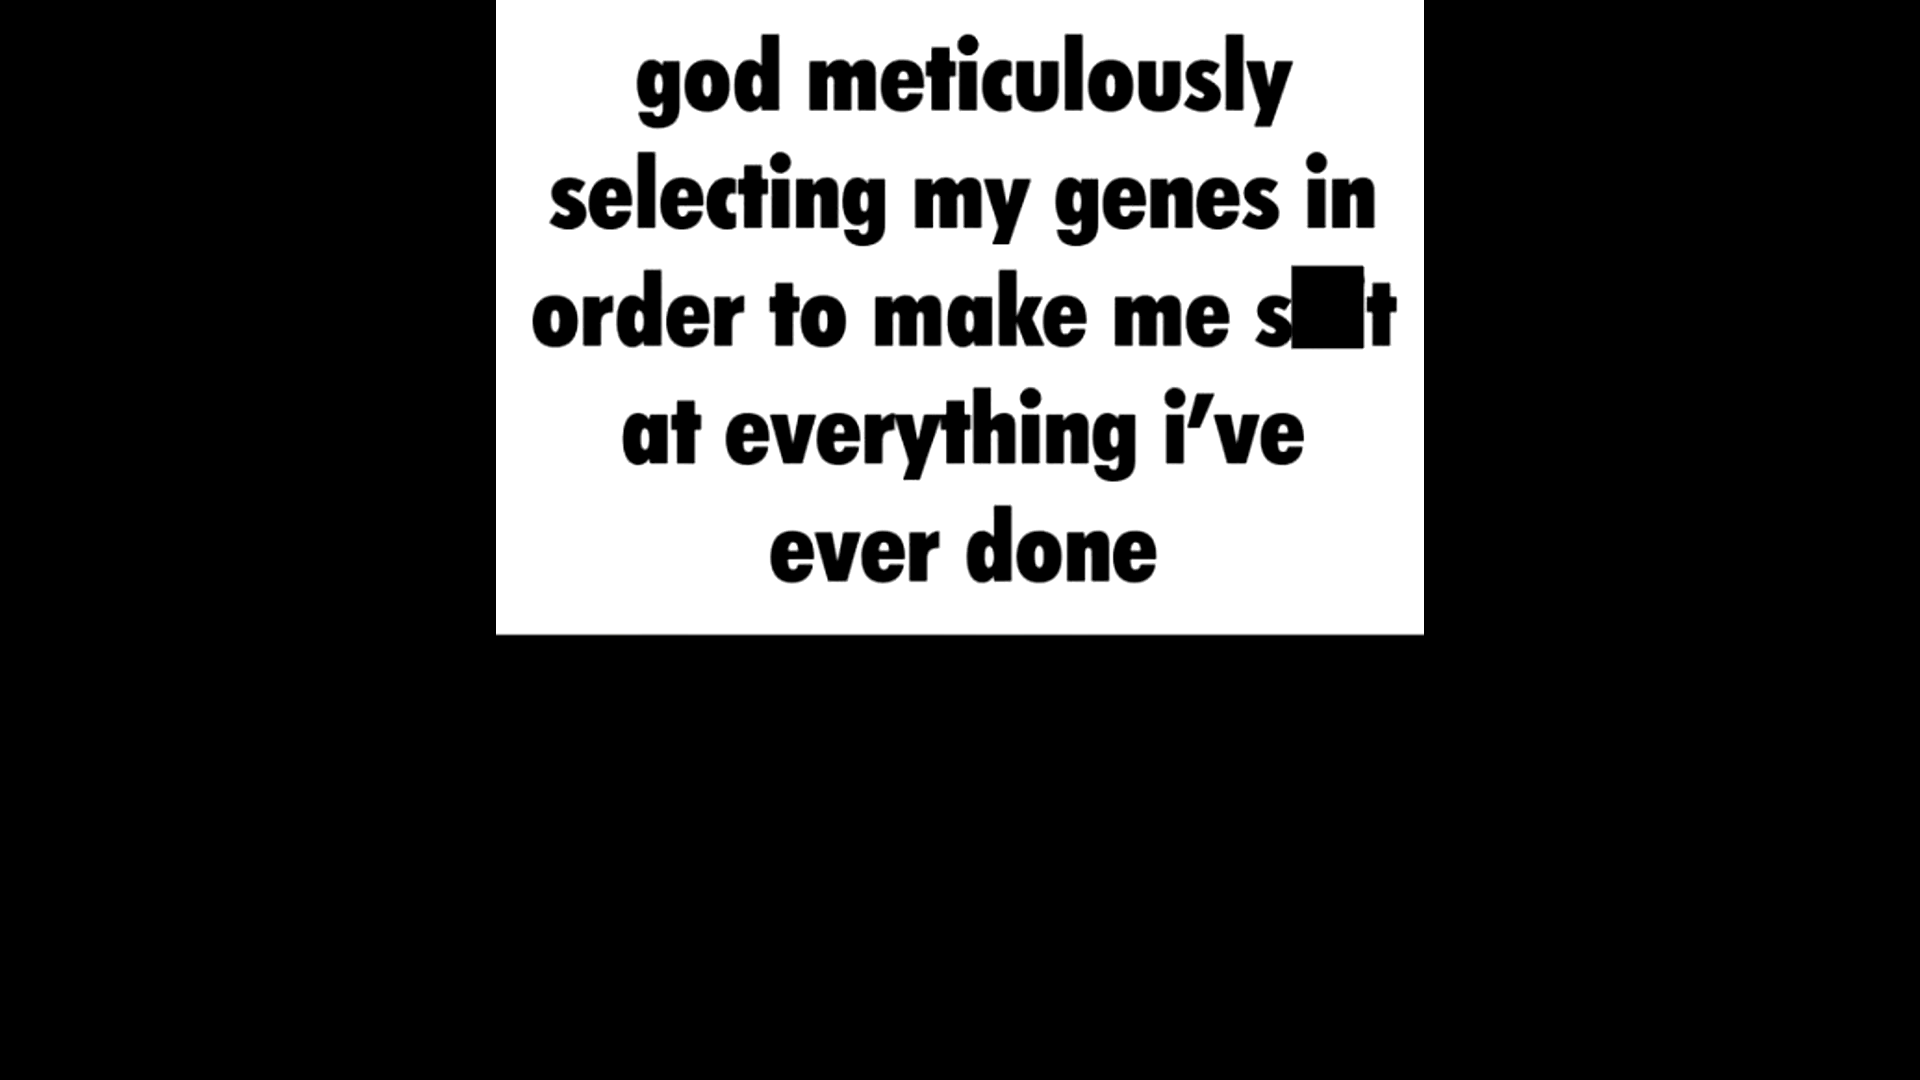 god meticulously
selecting my genes in
order to make me s██t
at everything i’ve
ever done